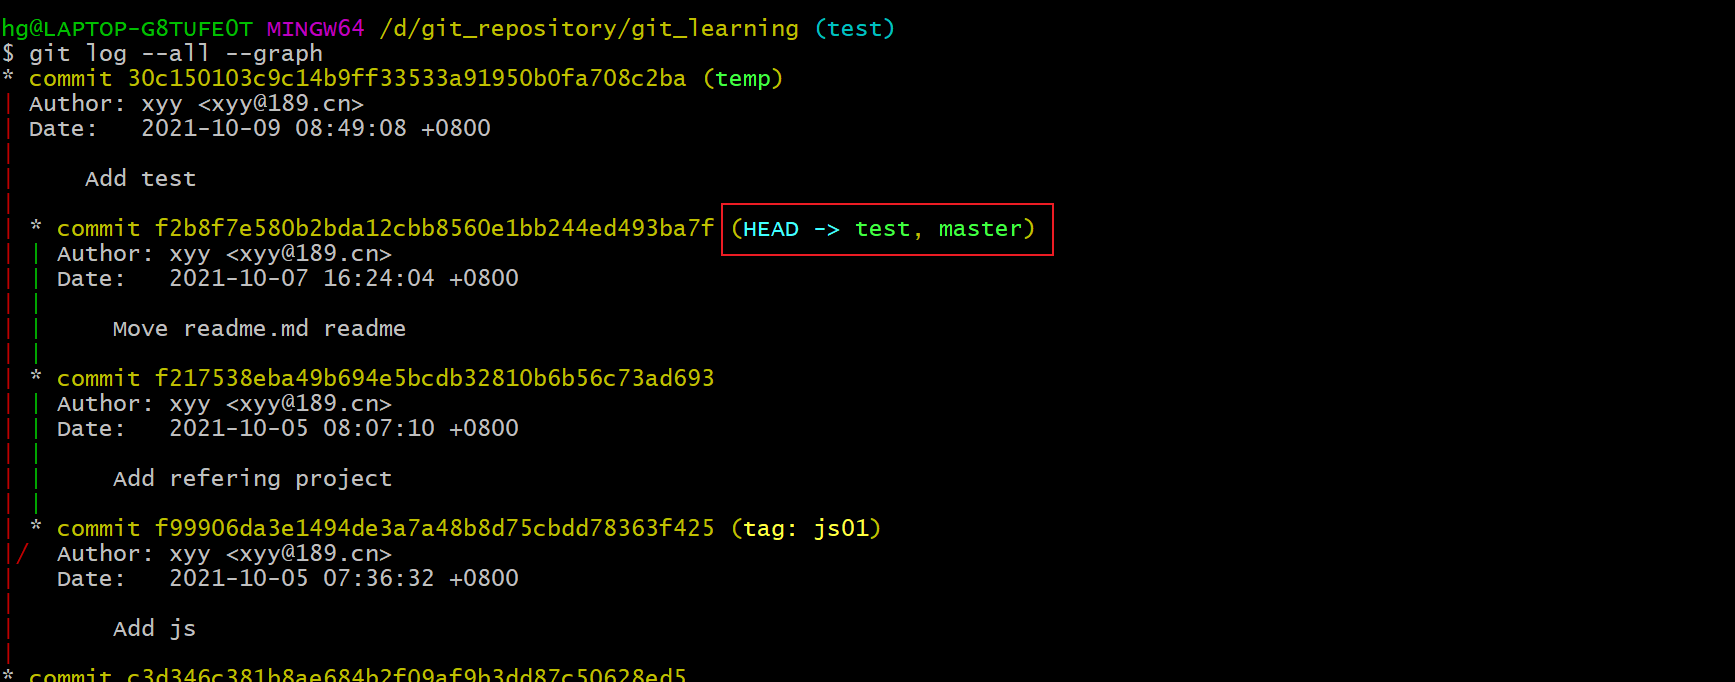 hg@LAPTOP-G8TUFE0T MINGW64 /d/git_repository/git_learning (test)
$ git log --all --graph
* commit 30c150103c9c14b9ff33533a91950b0fa708c2ba (temp)
| Author: xyy <xyy@189.cn>
| Date:   2021-10-09 08:49:08 +0800
|
|     Add test
|
| * commit f2b8f7e580b2bda12cbb8560e1bb244ed493ba7f (HEAD -> test, master)
| | Author: xyy <xyy@189.cn>
| | Date:   2021-10-07 16:24:04 +0800
| |
| |     Move readme.md readme
| |
| * commit f217538eba49b694e5bcdb32810b6b56c73ad693
| | Author: xyy <xyy@189.cn>
| | Date:   2021-10-05 08:07:10 +0800
| |
| |     Add refering project
| |
| * commit f99906da3e1494de3a7a48b8d75cbdd78363f425 (tag: js01)
|/  Author: xyy <xyy@189.cn>
|   Date:   2021-10-05 07:36:32 +0800
|
|       Add js
|
* commit c3d346c381b8ae684b2f09af9b3dd87c50628ed5